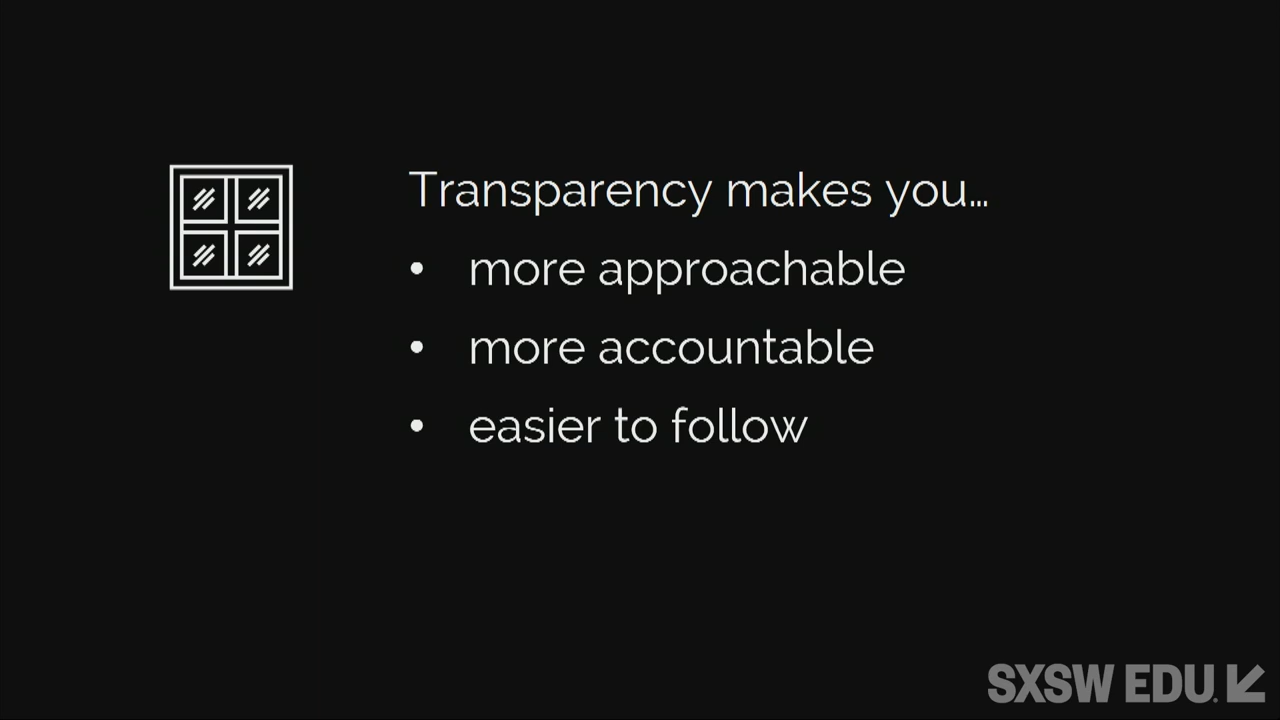 Transparency makes you…
• more approachable
• more accountable
• easier to follow
SXSW EDU.